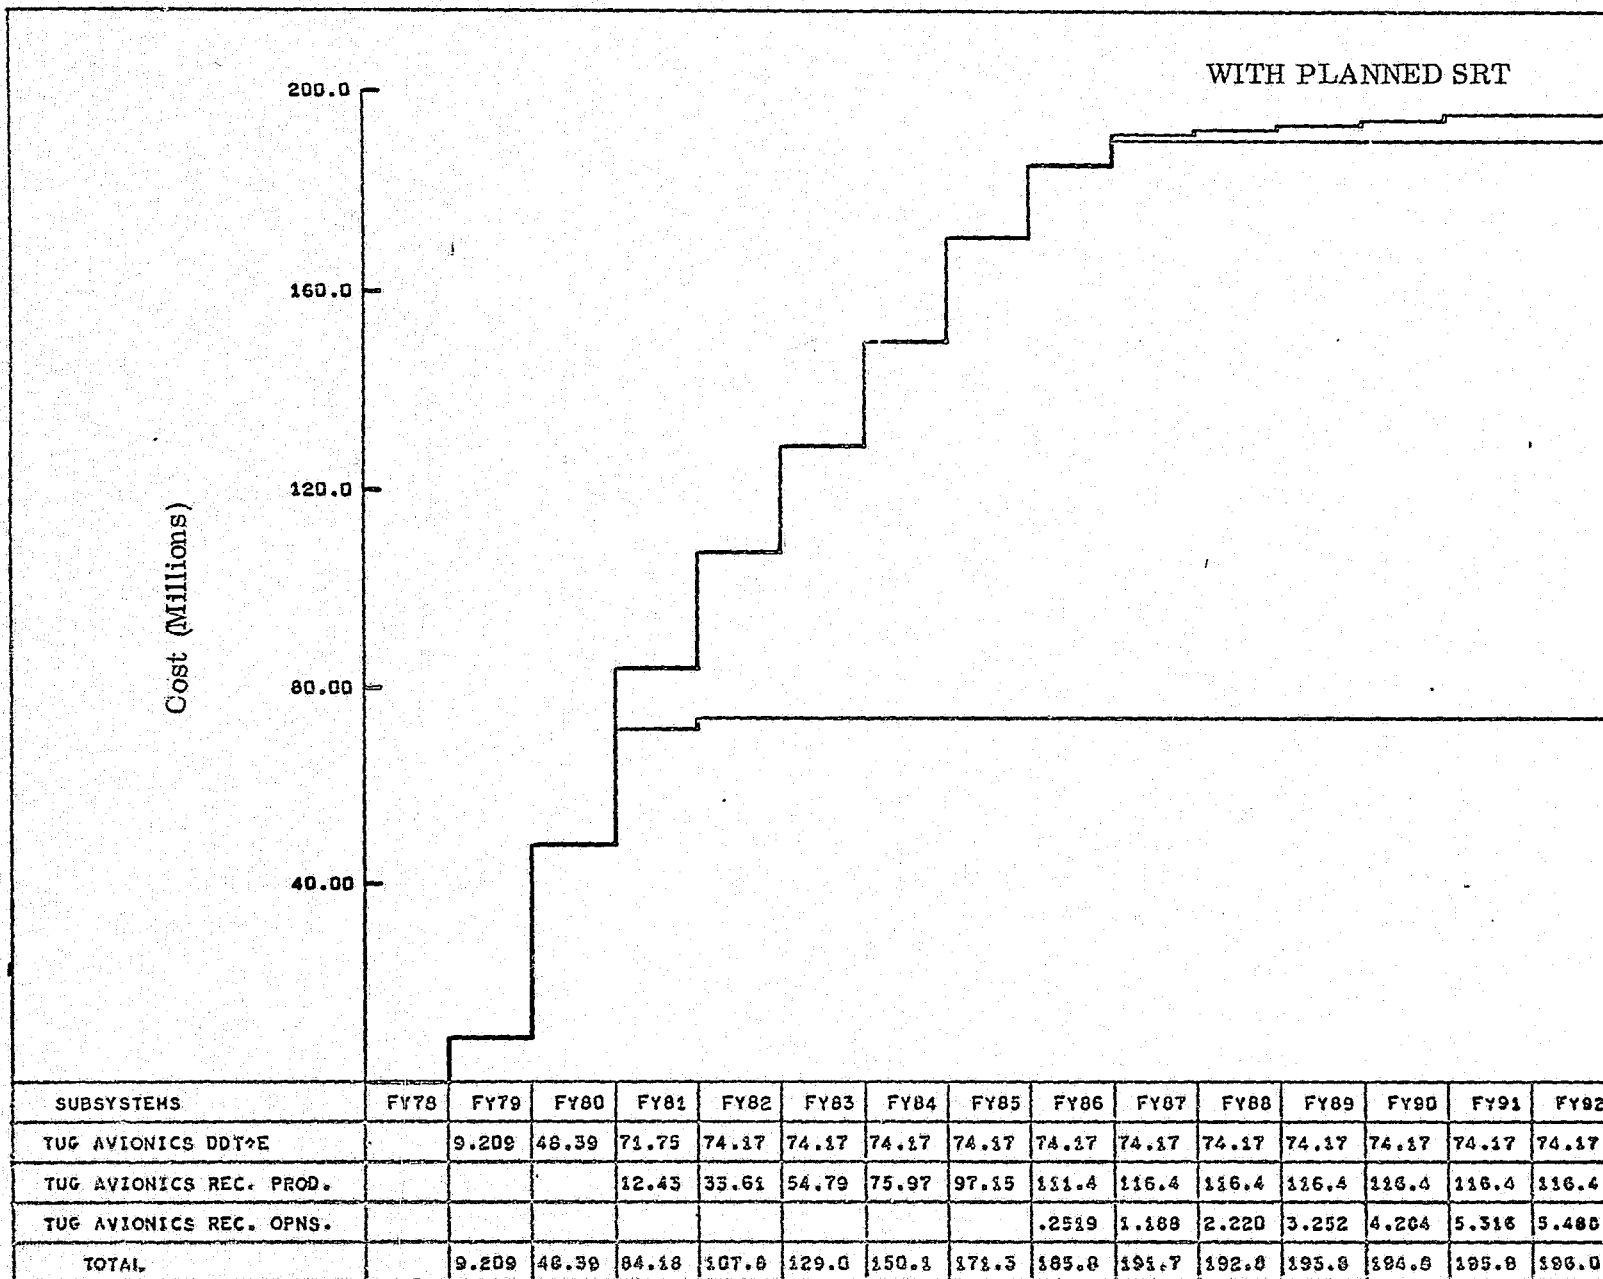 WITH PLANNED SRT
200.0
160.0
120.0
80.00
40.00
Cost (Millions)
SUBSYSTEMS FY78 FY79 FY80 FY81 FY82 FY83 FY84 FY85 FY86 FY87 FY88 FY89 FY90 FY91 FY92
TUG AVIONICS DDT^E 9.209 48.39 71.75 74.17 74.17 74.17 74.17 74.17 74.17 74.17 74.17 74.17 74.17 74.17
TUG AVIONICS REC. PROD. 12.43 33.61 54.79 75.97 97.15 111.4 116.4 116.4 116.4 116.4 116.4 116.4
TUG AVIONICS REC. OPNS. .2519 1.188 2.220 3.252 4.284 5.316 5.488
TOTAL 9.209 48.39 84.18 107.8 129.0 150.1 171.3 185.8 191.7 192.8 193.8 194.8 195.8 196.0